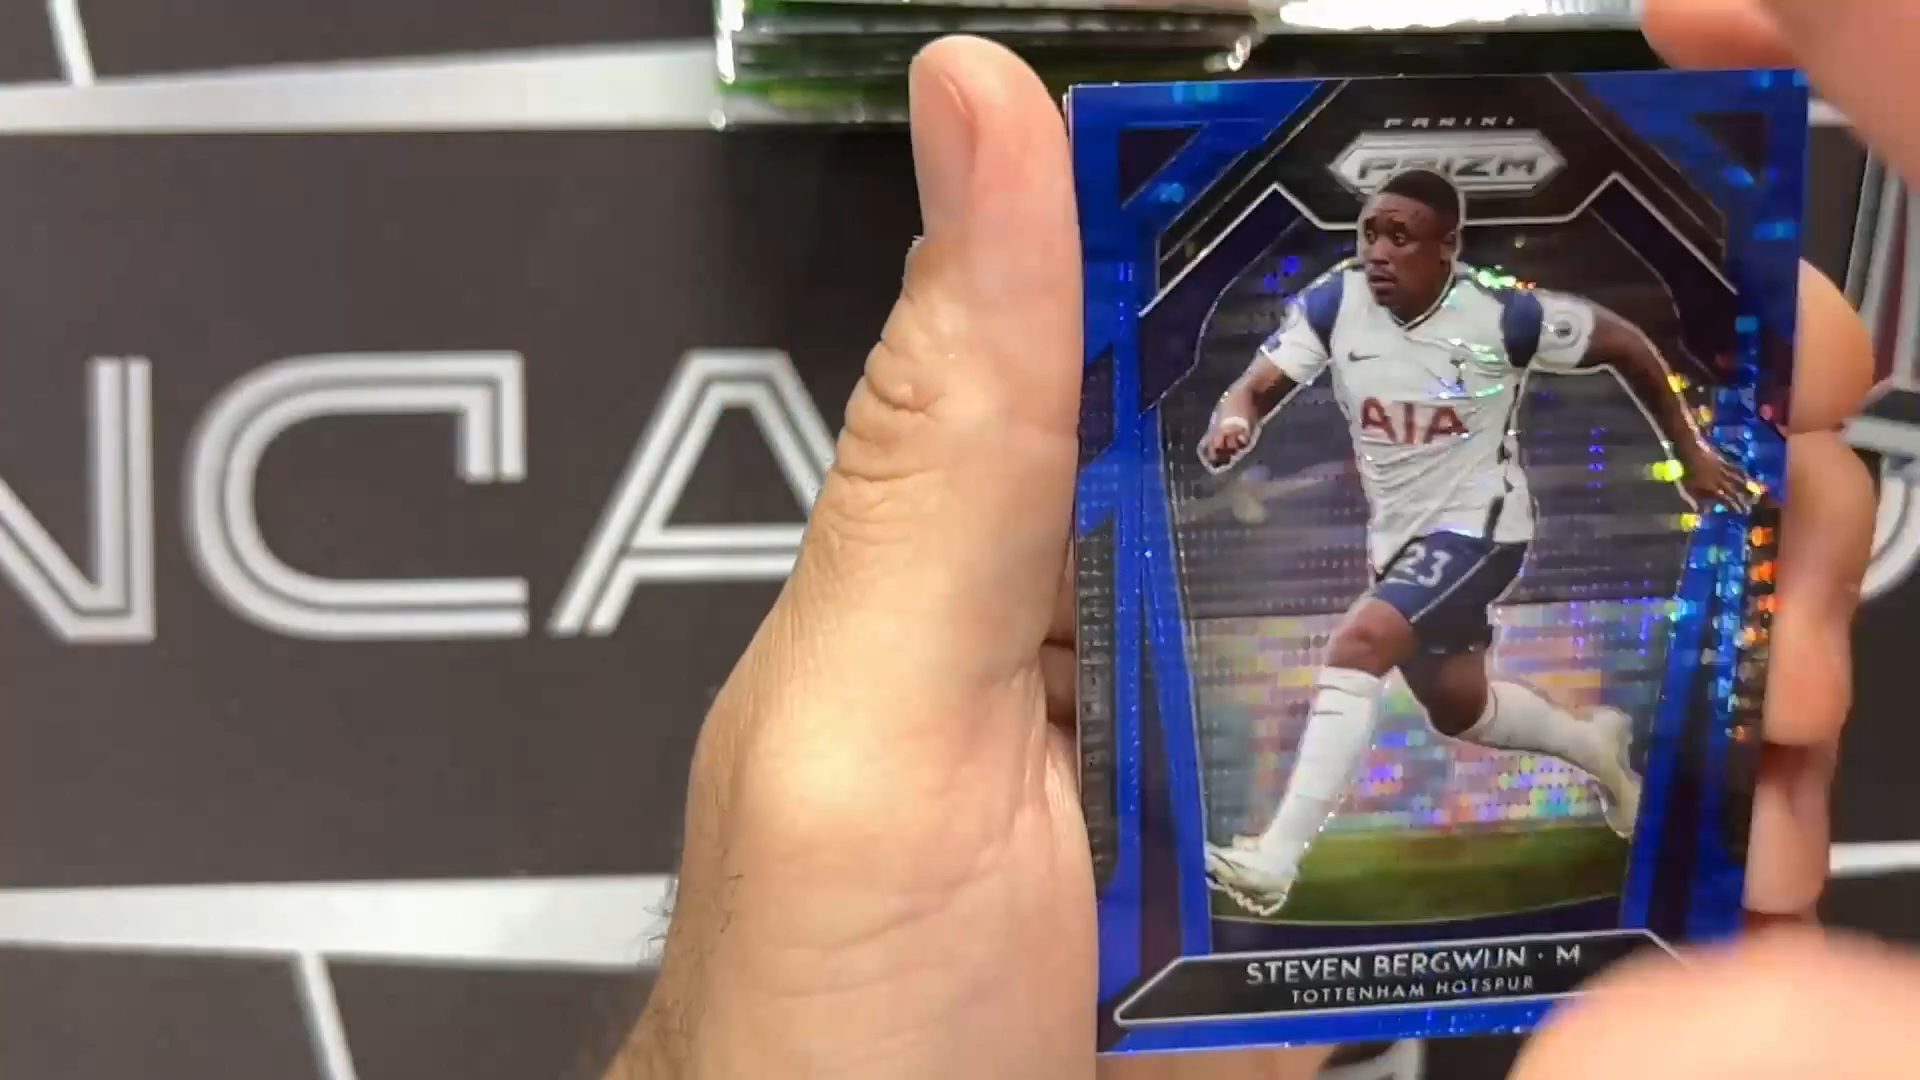 NCA
PANINI
PRIZM
AIA
23
STEVEN BERGWIJN · M
TOTTENHAM HOTSPUR